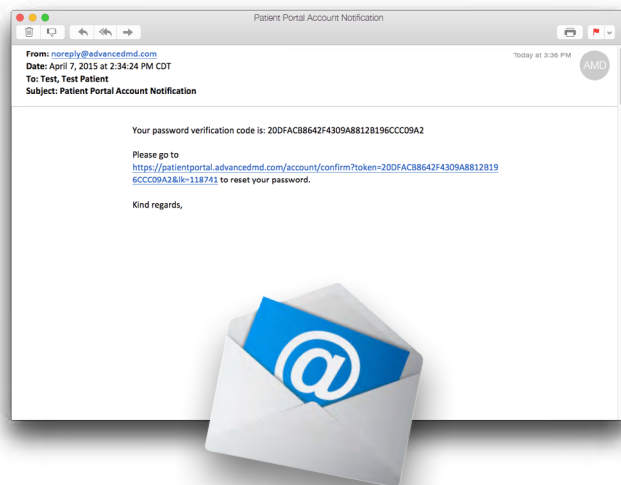 Patient Portal Account Notification
From: noreply@advancedmd.com
Today at 3:36 PM
AMD
Date: April 7, 2015 at 2:34:24 PM CDT
To: Test, Test Patient
Subject: Patient Portal Account Notification
Your password verification code is: 20DFACB8642F4309A8812B196CCC09A2
Please go to
https://patientportal.advancedmd.com/account/confirm?token=20DFACB8642F4309A8812B19
6CCC09A2&lk=118741 to reset your password.
Kind regards,
@